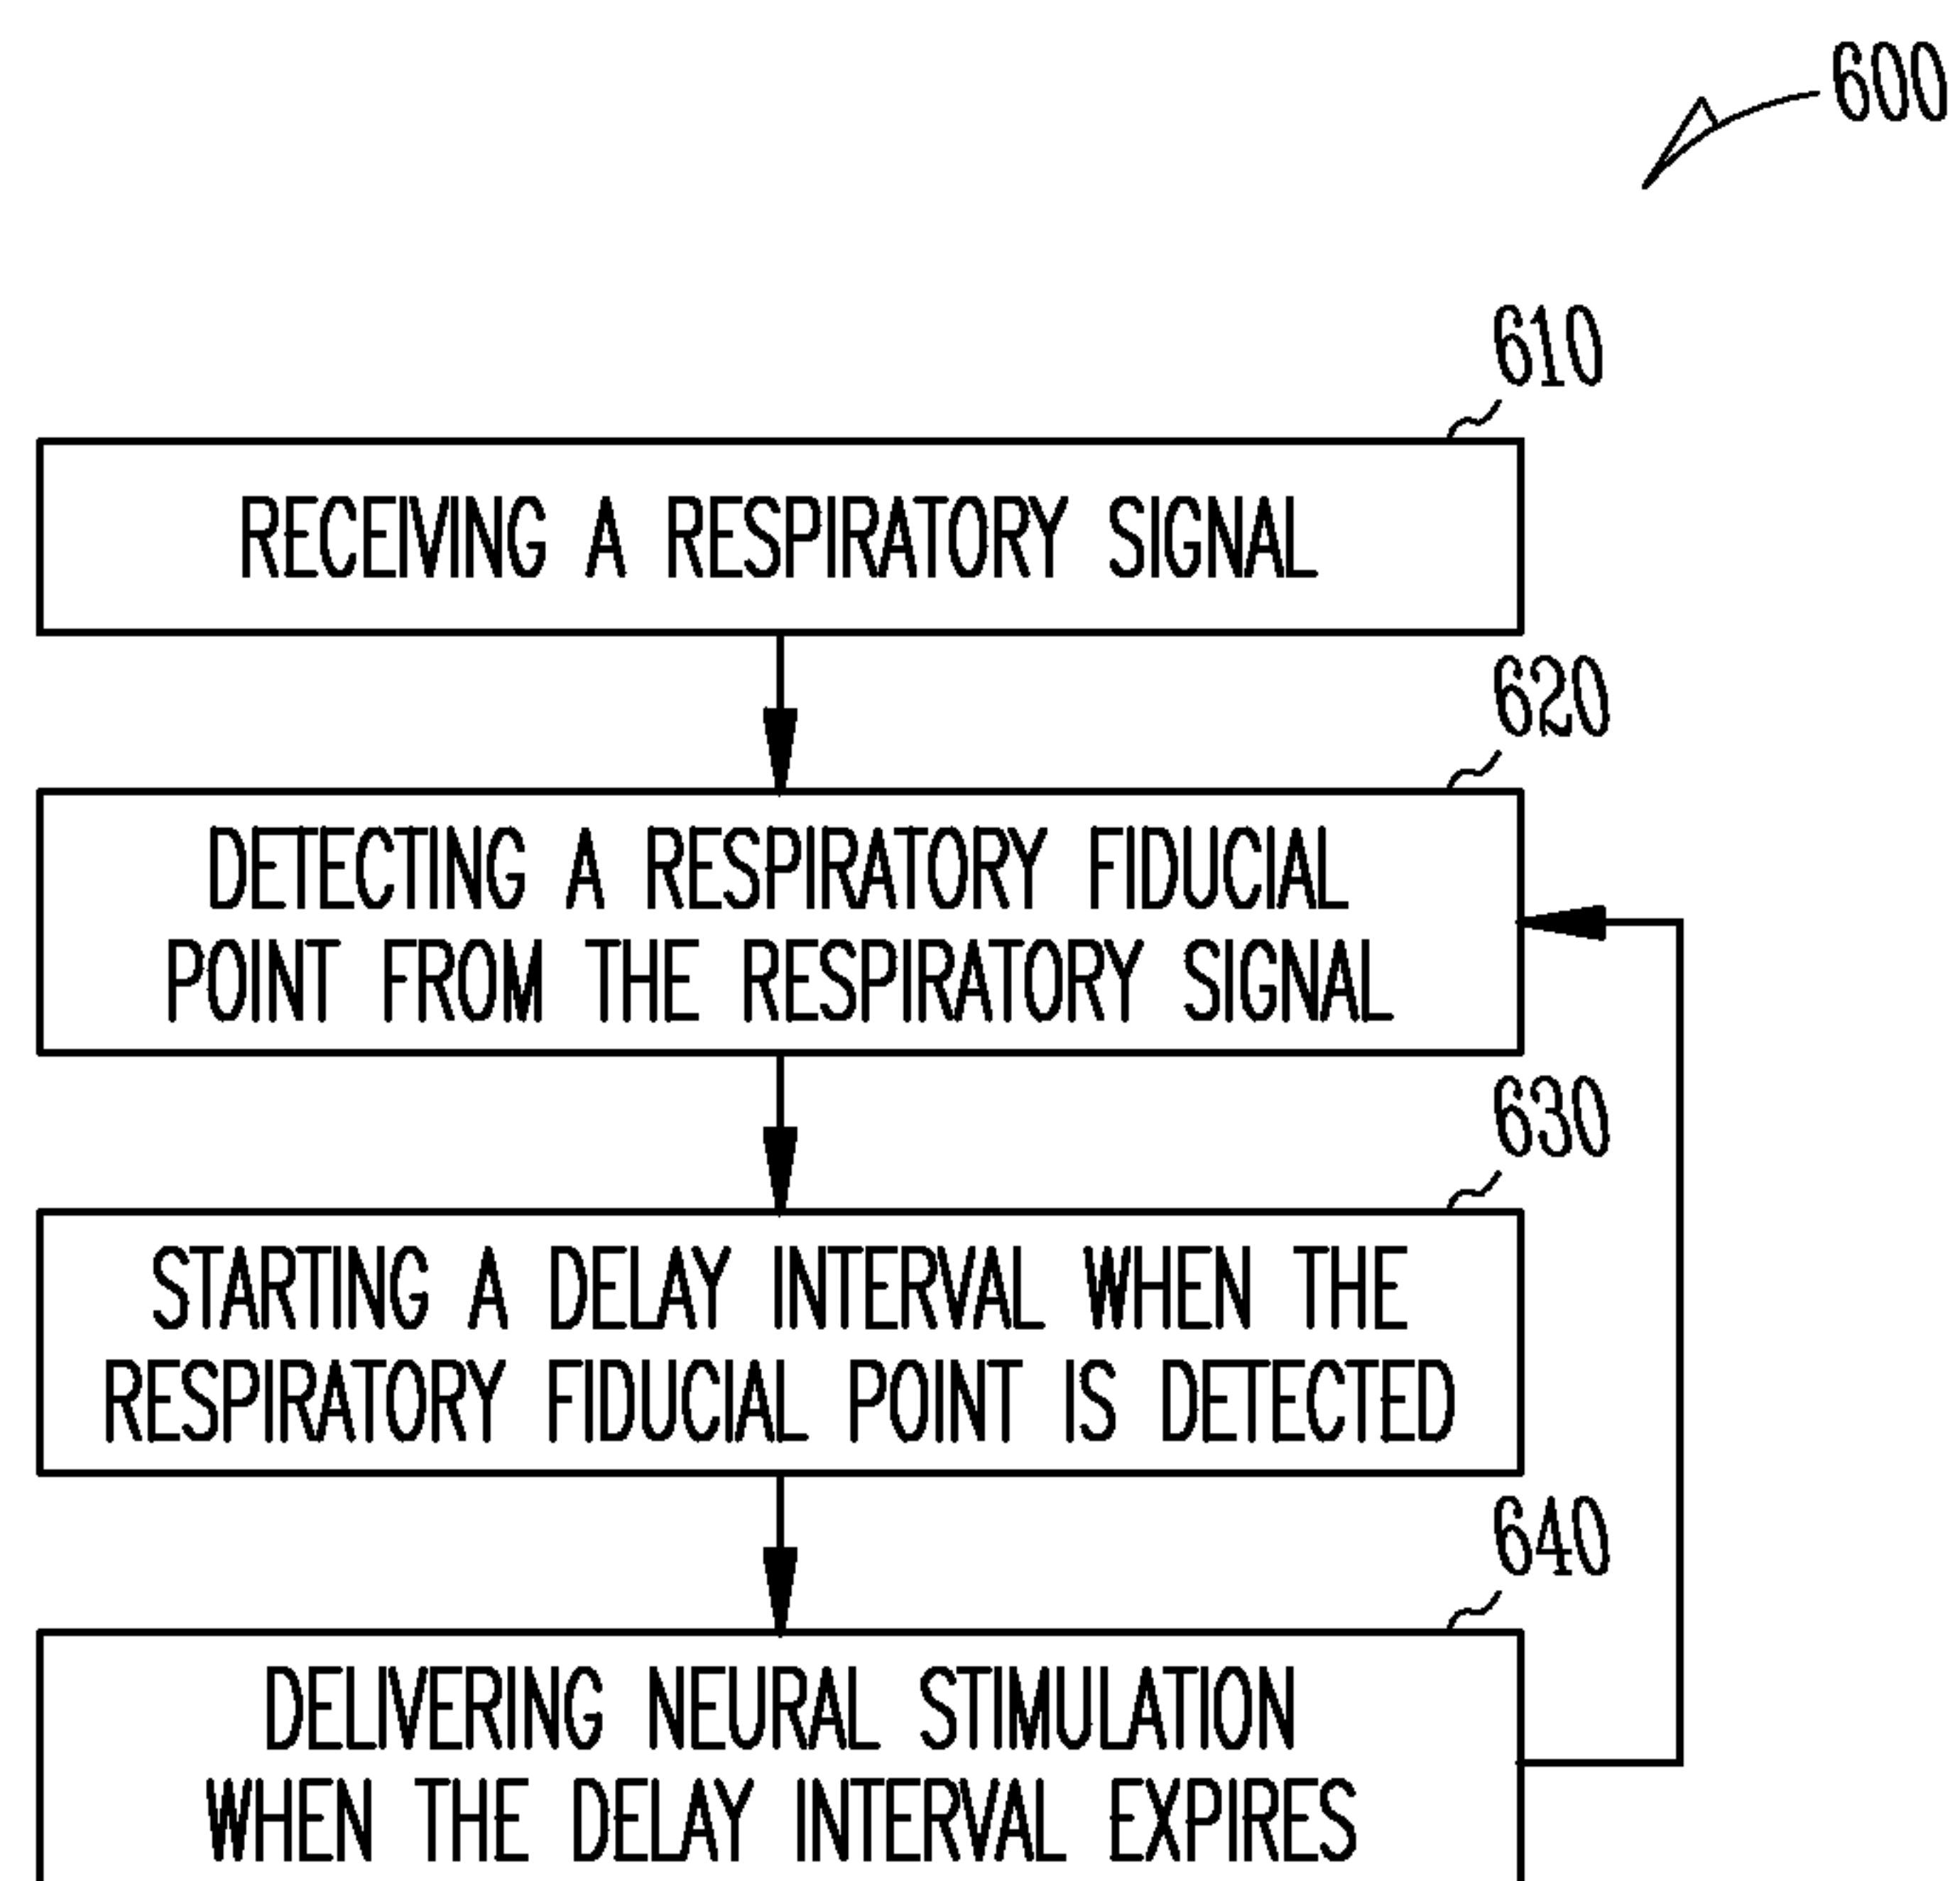 600
610
RECEIVING A RESPIRATORY SIGNAL
620
DETECTING A RESPIRATORY FIDUCIAL
POINT FROM THE RESPIRATORY SIGNAL
630
STARTING A DELAY INTERVAL WHEN THE
RESPIRATORY FIDUCIAL POINT IS DETECTED
640
DELIVERING NEURAL STIMULATION
WHEN THE DELAY INTERVAL EXPIRES